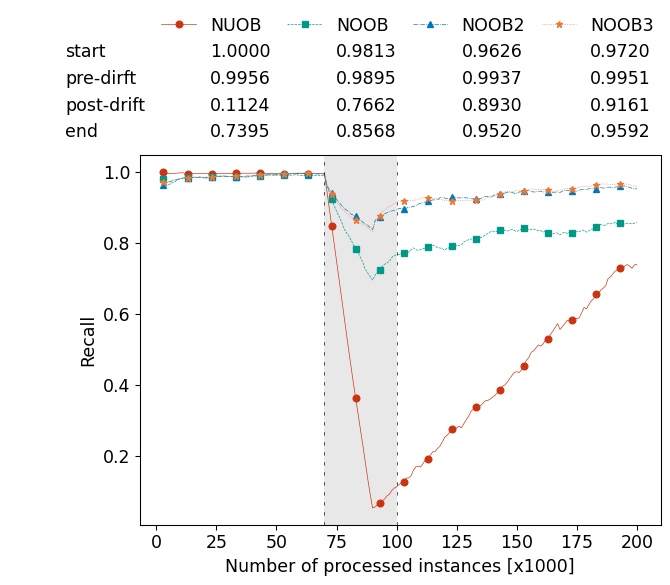 NUOB NOOB NOOB2 NOOB3
start 1.0000 0.9813 0.9626 0.9720
pre-dirft 0.9956 0.9895 0.9937 0.9951
post-drift 0.1124 0.7662 0.8930 0.9161
end 0.7395 0.8568 0.9520 0.9592
1.0
0.8
0.6
0.4
0.2
Recall
0 25 50 75 100 125 150 175 200
Number of processed instances [x1000]